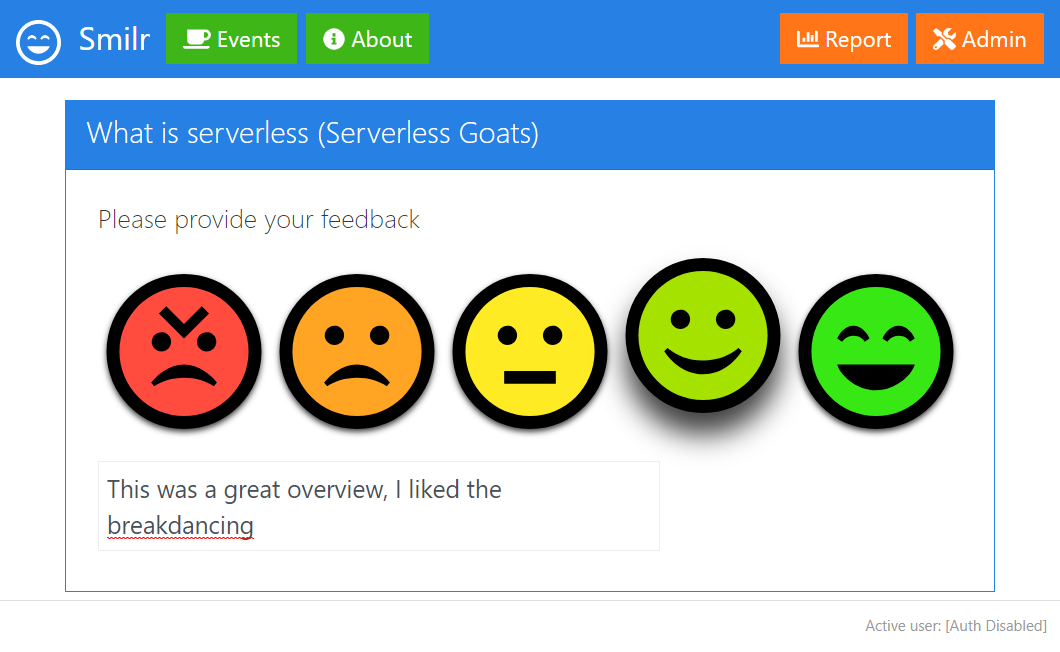 Smilr Events About Report Admin
What is serverless (Serverless Goats)
Please provide your feedback
This was a great overview, I liked the
breakdancing
Active user: [Auth Disabled]